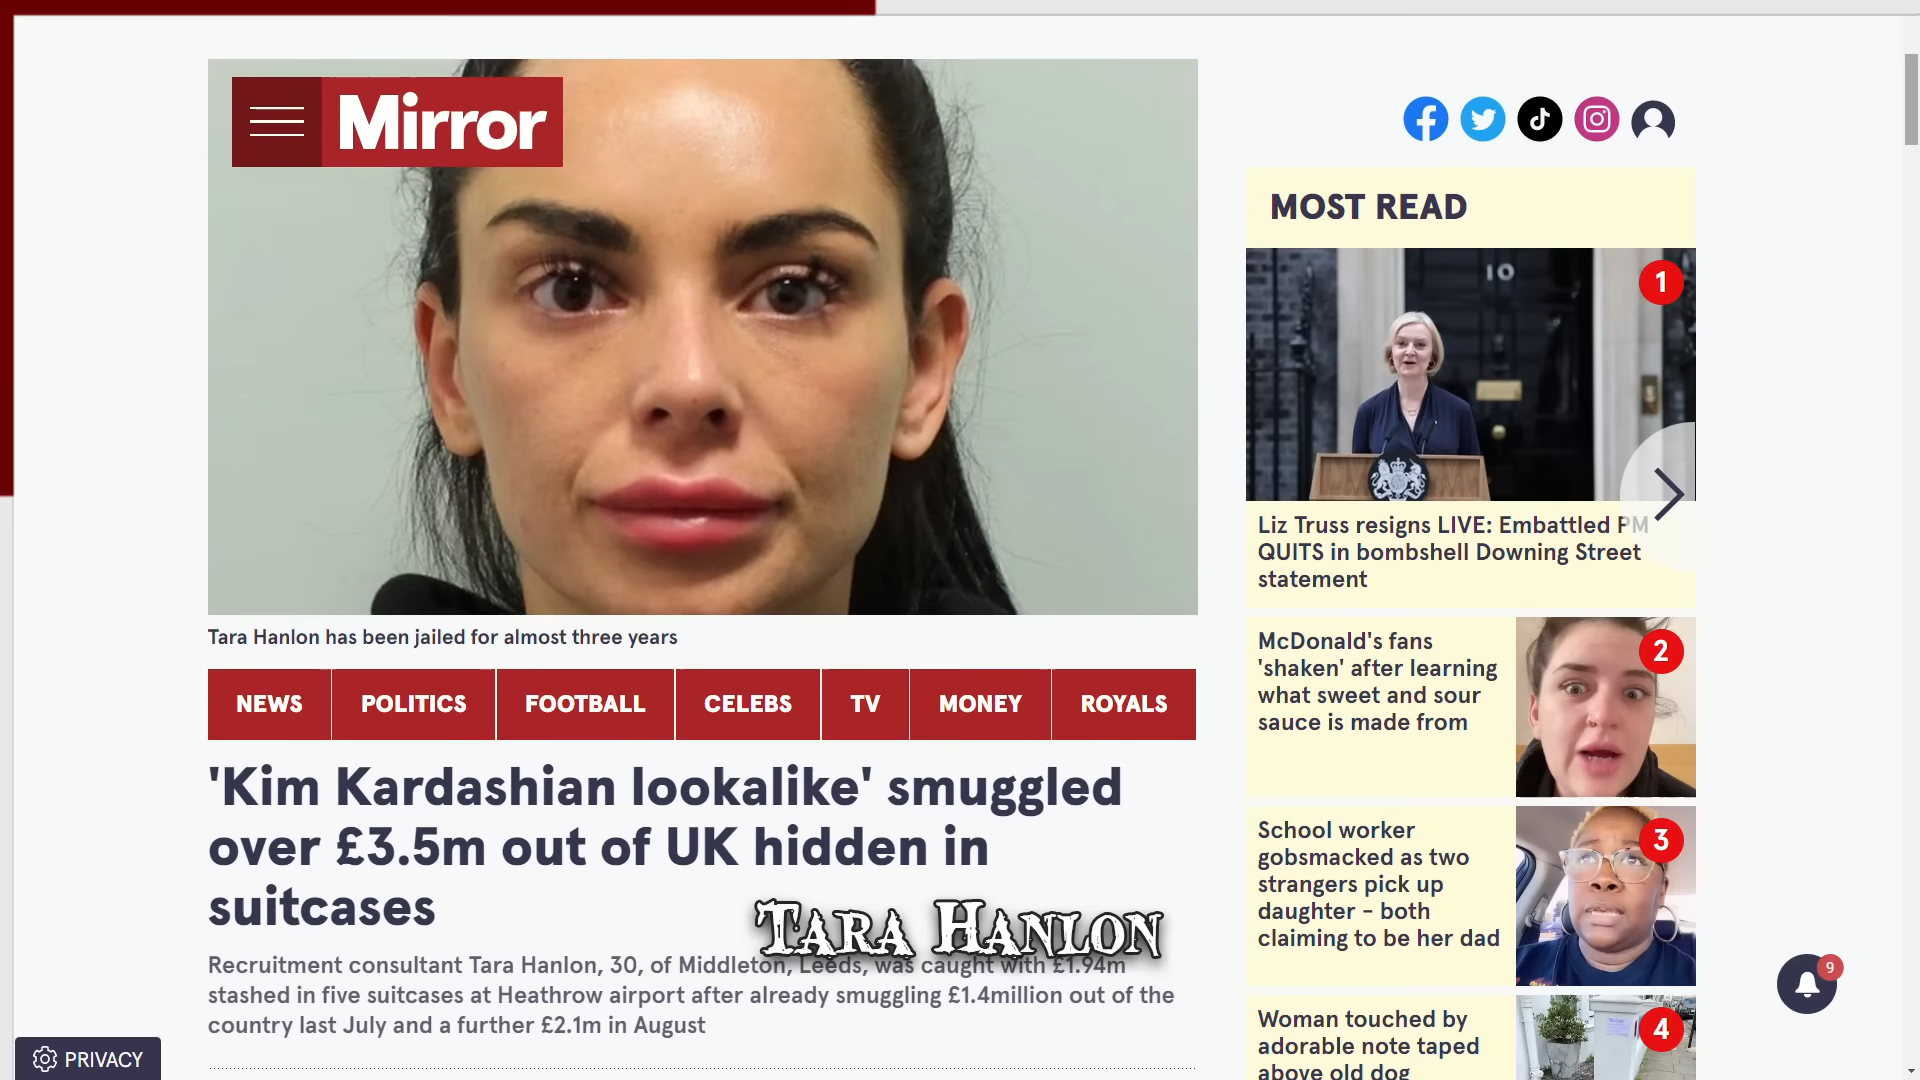 Mirror
Tara Hanlon has been jailed for almost three years
NEWS
POLITICS
FOOTBALL
CELEBS
TV
MONEY
ROYALS
'Kim Kardashian lookalike' smuggled
over £3.5m out of UK hidden in
suitcases
TARA HANLON
Recruitment consultant Tara Hanlon, 30, of Middleton, Leeds, was caught with £1.94m
stashed in five suitcases at Heathrow airport after already smuggling £1.4million out of the
country last July and a further £2.1m in August
PRIVACY
MOST READ
10
1
Liz Truss resigns LIVE: Embattled PM
QUITS in bombshell Downing Street
statement
McDonald's fans
'shaken' after learning
what sweet and sour
sauce is made from
2
School worker
gobsmacked as two
strangers pick up
daughter - both
claiming to be her dad
3
Woman touched by
adorable note taped
above old dog
4
9